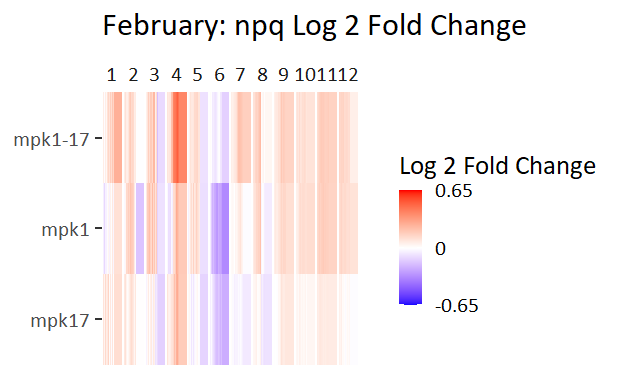 February: npq Log 2 Fold Change
1 2 3 4 5 6 7 8 9 10 11 12
mpk1-17
mpk1
mpk17
Log 2 Fold Change
0.65
0
-0.65